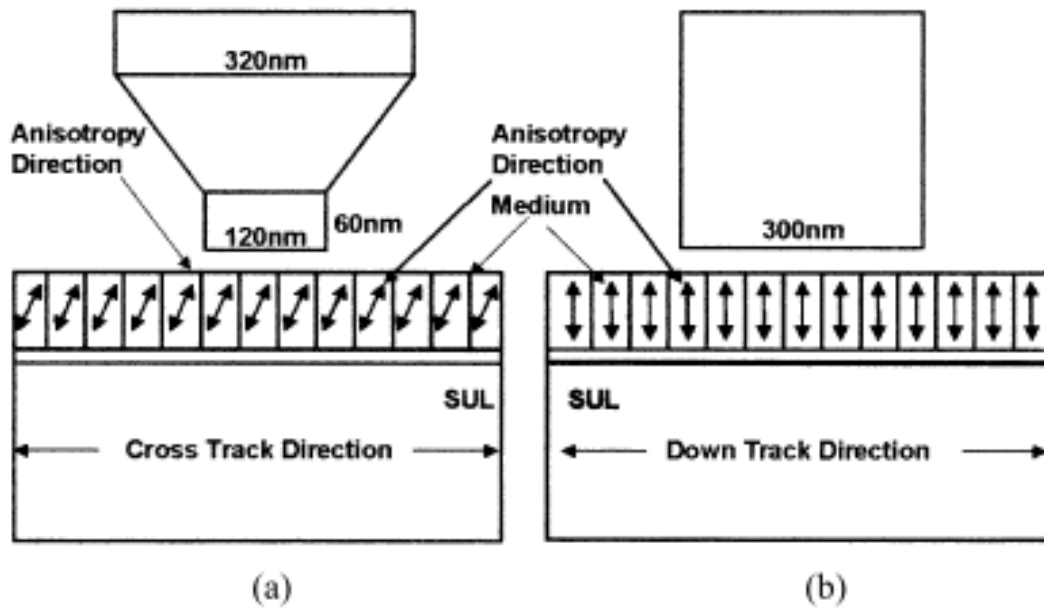 320nm
Anisotropy
Direction
120nm
60nm
Anisotropy
Direction
Medium
300nm
SUL
Cross Track Direction
SUL
Down Track Direction
(a)
(b)